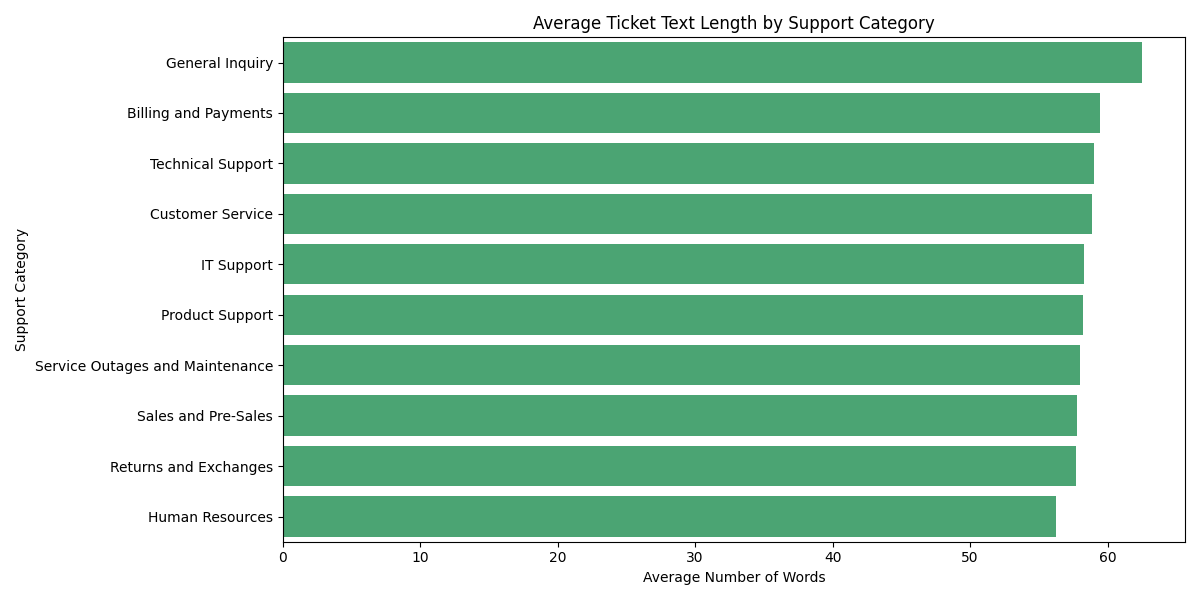 Average Ticket Text Length by Support Category
General Inquiry
Billing and Payments
Technical Support
Customer Service
IT Support
Product Support
Service Outages and Maintenance
Sales and Pre-Sales
Returns and Exchanges
Human Resources
Support Category
0 10 20 30 40 50 60
Average Number of Words